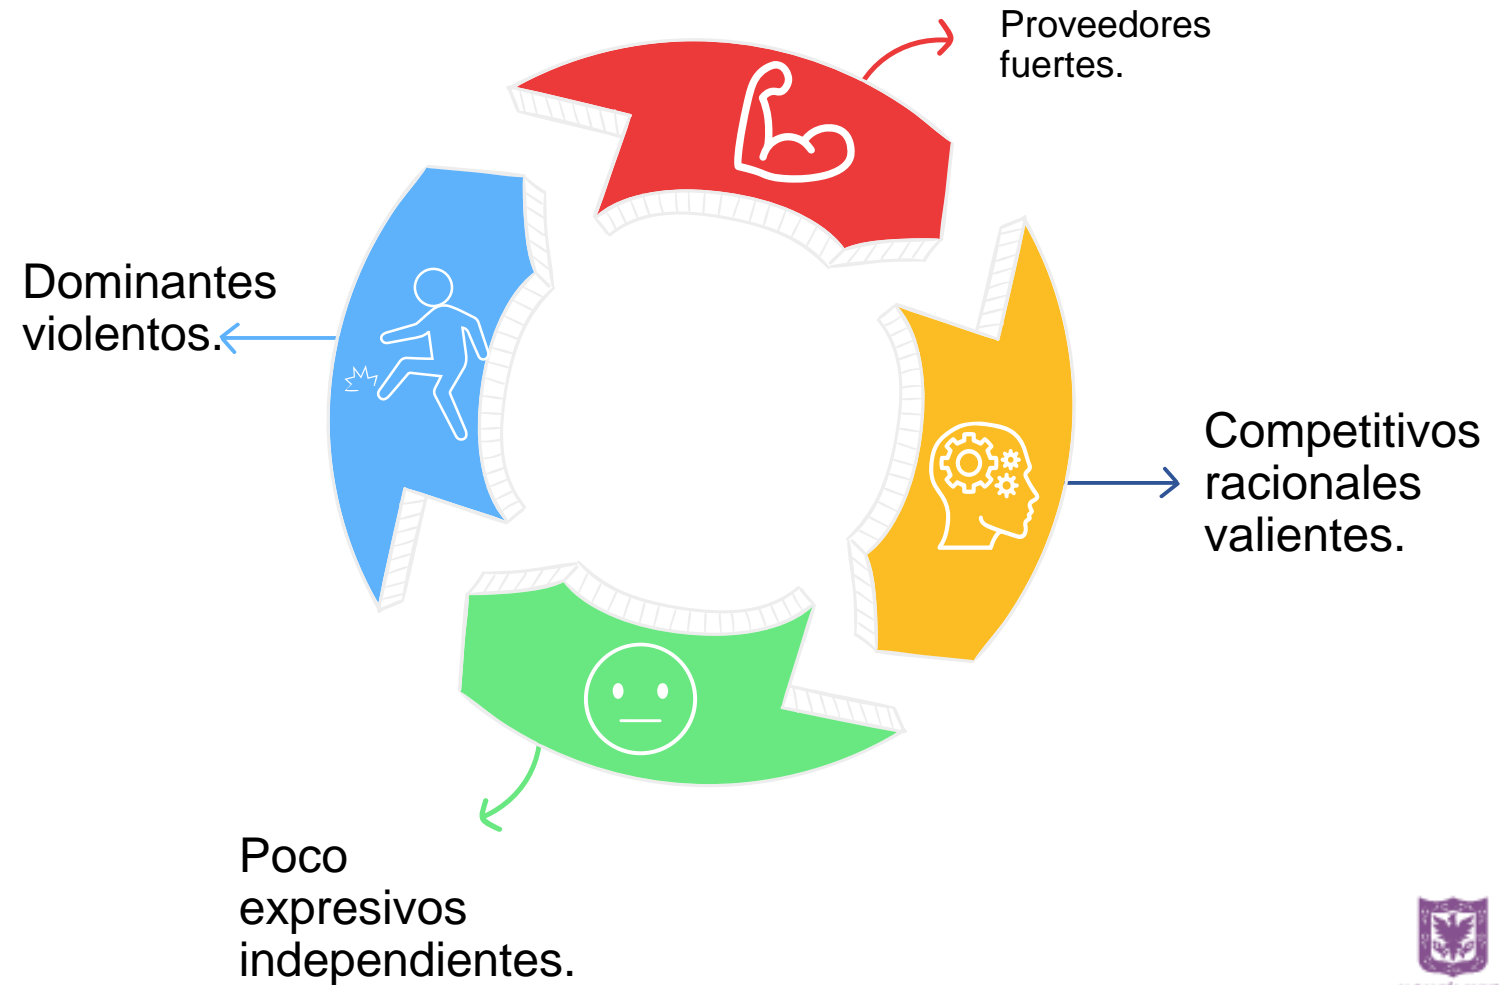 Proveedores
fuertes.
Dominantes
violentos.
Competitivos
racionales
valientes.
Poco
expresivos
independientes.